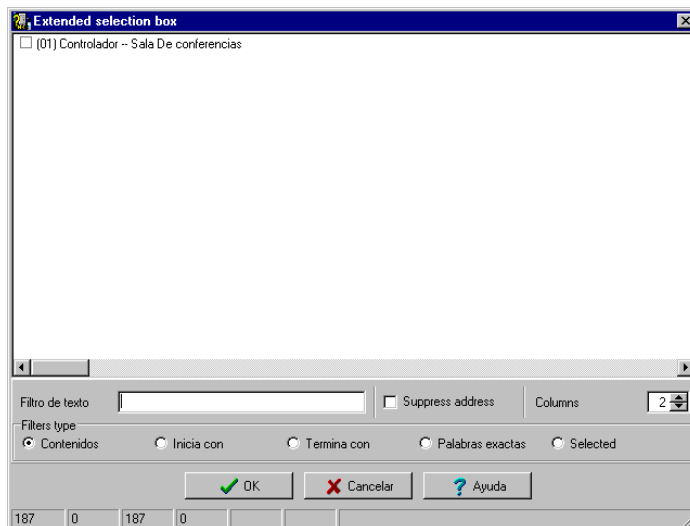 Extended selection box
(01) Controlador -- Sala De conferencias
Filtro de texto Suppress address Columns 2
Filters type
Contenidos Inicia con Termina con Palabras exactas Selected
OK Cancelar Ayuda
187 0 187 0